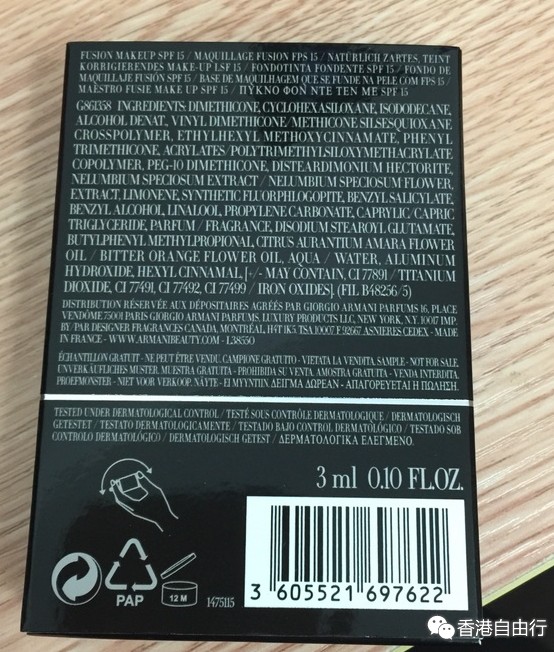 FUSION MAKEUP SPF 15 / MAQUILLAGE FUSION FPS 15 / NATÜRLICH ZARTES, TEINT
KORRIGIERENDES MAKE-UP LSF 15 / FONDOTINTA FONDENTE SPF 15 / FONDO DE
MAQUILLAJE FUSIÓN SPF 15 / BASE DE MAQUILHAGEM QUE SE FUNDE NA PELE COM FPS 15 /
MAESTRO FUSIE MAKE UP SPF 15 / ΠΥΚΝΟ ΦΟΝ ΝΤΕ ΤΕΝ ΜΕ SPF 15
G861358 INGREDIENTS: DIMETHICONE, CYCLOHEXASILOXANE, ISODODECANE,
ALCOHOL DENAT., VINYL DIMETHICONE/METHICONE SILSESQUIOXANE
CROSSPOLYMER, ETHYLHEXYL METHOXYCINNAMATE, PHENYL
TRIMETHICONE, ACRYLATES/POLYTRIMETHYLSILOXYMETHACRYLATE
COPOLYMER, PEG-10 DIMETHICONE, DISTEARDIMONIUM HECTORITE,
NELUMBIUM SPECIOSUM EXTRACT / NELUMBIUM SPECIOSUM FLOWER,
EXTRACT, LIMONENE, SYNTHETIC FLUORPHLOGOPITE, BENZYL SALICYLATE,
BENZYL ALCOHOL, LINALOOL, PROPYLENE CARBONATE, CAPRYLIC/CAPRIC
TRIGLYCERIDE, PARFUM / FRAGRANCE, DISODIUM STEAROYL GLUTAMATE,
BUTYLPHENYL METHYLPROPIONAL, CITRUS AURANTIUM AMARA FLOWER
OIL / BITTER ORANGE FLOWER OIL, AQUA / WATER, ALUMINUM
HYDROXIDE, HEXYL CINNAMAL, [+/- MAY CONTAIN, CI 77891 / TITANIUM
DIOXIDE, CI 77491, CI 77492, CI 77499 / IRON OXIDES]. (FIL B48256/5)
DISTRIBUTION RÉSERVÉE AUX DÉPOSITAIRES AGRÉÉS PAR GIORGIO ARMANI PARFUMS 16, PLACE
VENDÔME 75001 PARIS GIORGIO ARMANI PARFUMS. LUXURY PRODUCTS LLC, NEW YORK, N.Y. 10017 IMP.
BY/PAR DESIGNER FRAGRANCES CANADA, MONTRÉAL, H4T 1K5 TSA 10007 F 92667 ASNIERES CEDEX - MADE
IN FRANCE - WWW.ARMANIBEAUTY.COM - L38550
ÉCHANTILLON GRATUIT - NE PEUT ÊTRE VENDU. CAMPIONE GRATUITO - VIETATA LA VENDITA. SAMPLE - NOT FOR SALE.
UNVERKÄUFLICHES MUSTER. MUESTRA GRATUITA - PROHIBIDA SU VENTA. AMOSTRA GRATUITA - VENDA INTERDITA.
PROEFMONSTER - NIET VOOR VERKOOP. NÄYTE - EI MYYNTIIN. ΔΕΙΓΜΑ ΔΩΡΕΑΝ - ΑΠΑΓΟΡΕΥΕΤΑΙ Η ΠΩΛΗΣΗ.
TESTED UNDER DERMATOLOGICAL CONTROL / TESTÉ SOUS CONTRÔLE DERMATOLOGIQUE / DERMATOLOGISCH
GETESTET / TESTATO DERMATOLOGICAMENTE / TESTADO BAJO CONTROL DERMATOLÓGICO / TESTADO SOB
CONTROLO DERMATOLÓGICO / DERMATOLOGISCH GETEST / ΔΕΡΜΑΤΟΛΟΓΙΚΑ ΕΛΕΓΜΕΝΟ.
3 ml 0.10 FL.OZ.
PAP
12 M
1475115
3 605521 697622
香港自由行